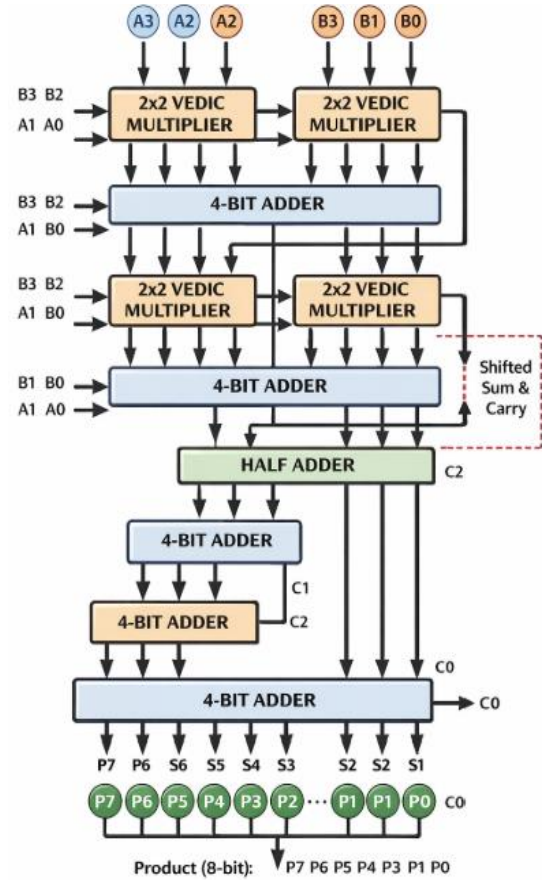 A3 A2 A2 B3 B1 B0
B3 B2
A1 A0
2x2 VEDIC
MULTIPLIER
2x2 VEDIC
MULTIPLIER
B3 B2
A1 B0
4-BIT ADDER
B3 B2
A1 B0
2x2 VEDIC
MULTIPLIER
2x2 VEDIC
MULTIPLIER
Shifted
Sum &
Carry
B1 B0
A1 A0
4-BIT ADDER
HALF ADDER
C2
4-BIT ADDER
C1
4-BIT ADDER
C2
C0
4-BIT ADDER
C0
P7 P6 S6 S5 S4 S3 S2 S2 S1
P7 P6 P5 P4 P3 P2 ... P1 P1 P0 C0
Product (8-bit): P7 P6 P5 P4 P3 P1 P0